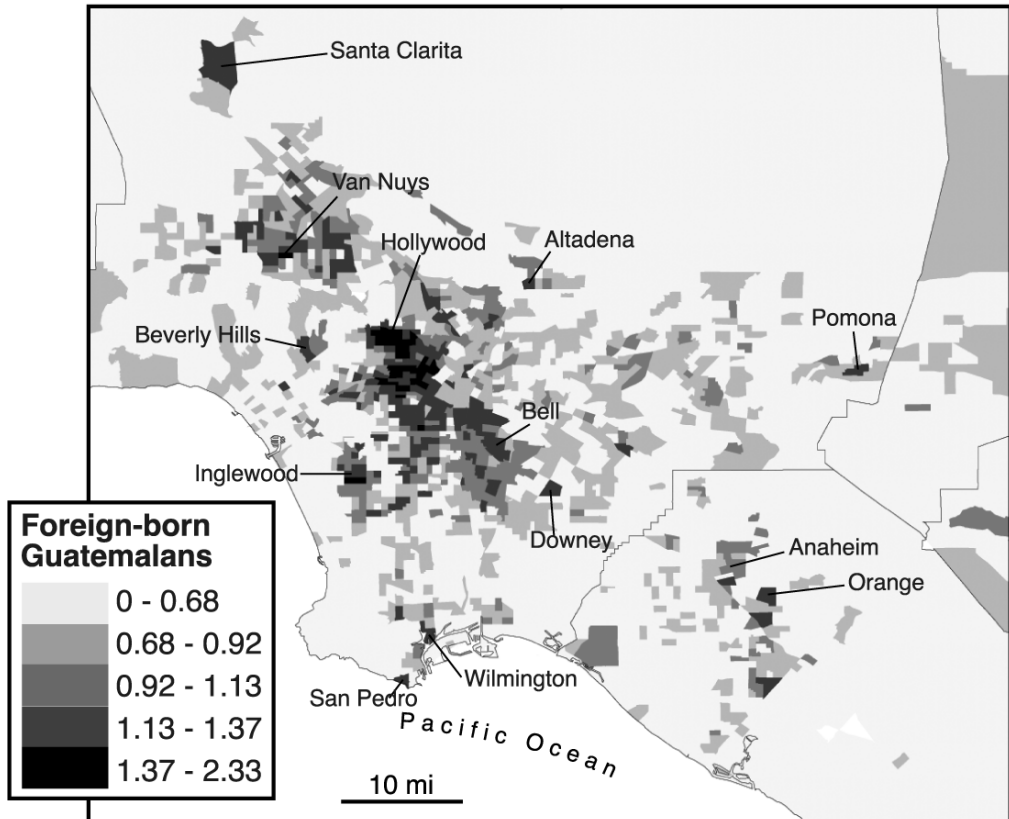 Santa Clarita
Van Nuys
Hollywood
Altadena
Beverly Hills
Pomona
Bell
Inglewood
Downey
Anaheim
Orange
Wilmington
San Pedro
Pacific Ocean
10 mi
Foreign-born
Guatemalans
0 - 0.68
0.68 - 0.92
0.92 - 1.13
1.13 - 1.37
1.37 - 2.33